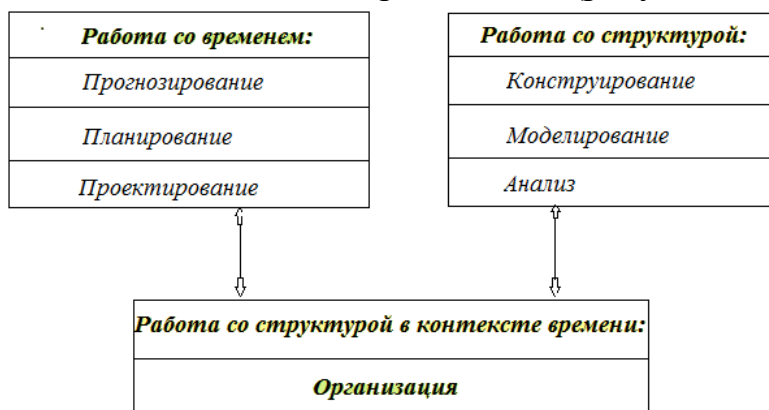 Работа со временем:
Прогнозирование
Планирование
Проектирование
Работа со структурой:
Конструирование
Моделирование
Анализ
Работа со структурой в контексте времени:
Организация